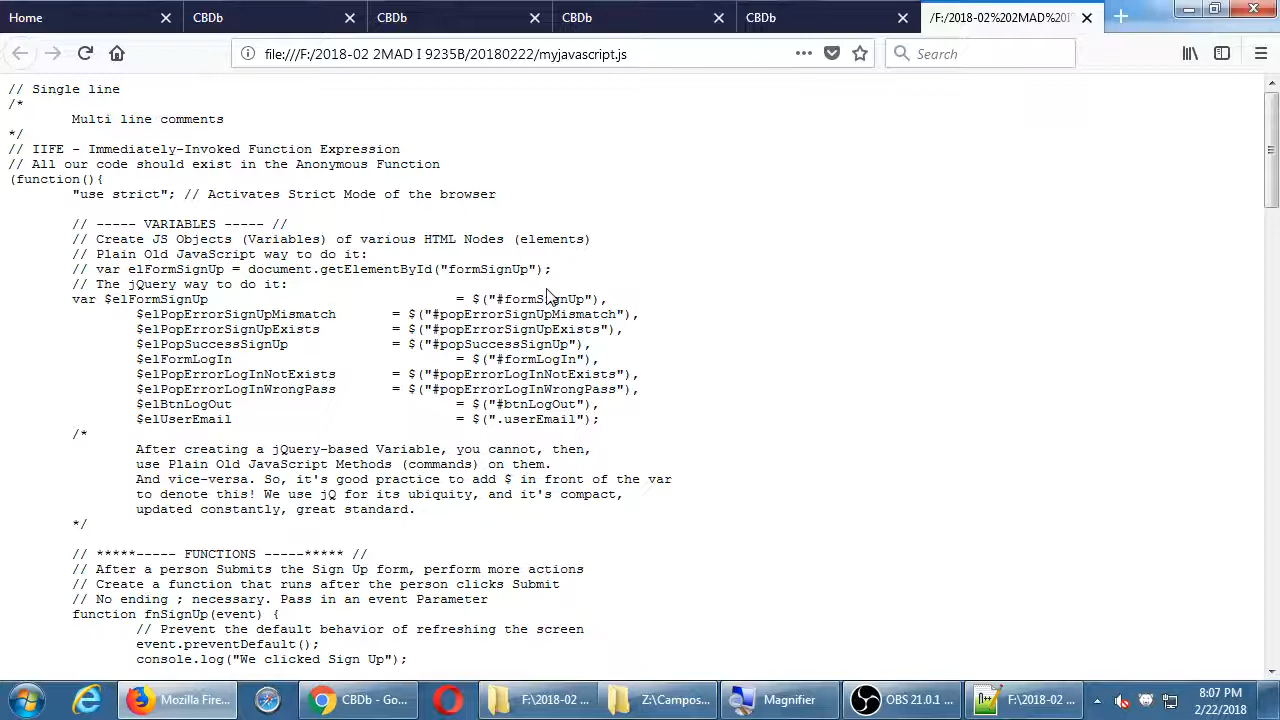 Home
CBDb
CBDb
CBDb
CBDb
/F:/2018-02%202MAD%20I
file:///F:/2018-02 2MAD I 9235B/20180222/myjavascript.js
Search
// Single line
/*
Multi line comments
*/
// IIFE - Immediately-Invoked Function Expression
// All our code should exist in the Anonymous Function
(function(){
"use strict"; // Activates Strict Mode of the browser
// ----- VARIABLES ----- //
// Create JS Objects (Variables) of various HTML Nodes (elements)
// Plain Old JavaScript way to do it:
// var elFormSignUp = document.getElementById("formSignUp");
// The jQuery way to do it:
var $elFormSignUp = $("#formSignUp"),
$elPopErrorSignUpMismatch = $("#popErrorSignUpMismatch"),
$elPopErrorSignUpExists = $("#popErrorSignUpExists"),
$elPopSuccessSignUp = $("#popSuccessSignUp"),
$elFormLogIn = $("#formLogIn"),
$elPopErrorLogInNotExists = $("#popErrorLogInNotExists"),
$elPopErrorLogInWrongPass = $("#popErrorLogInWrongPass"),
$elBtnLogOut = $("#btnLogOut"),
$elUserEmail = $(".userEmail");
/*
After creating a jQuery-based Variable, you cannot, then,
use Plain Old JavaScript Methods (commands) on them.
And vice-versa. So, it's good practice to add $ in front of the var
to denote this! We use jQ for its ubiquity, and it's compact,
updated constantly, great standard.
*/
// *****----- FUNCTIONS -----***** //
// After a person Submits the Sign Up form, perform more actions
// Create a function that runs after the person clicks Submit
// No ending ; necessary. Pass in an event Parameter
function fnSignUp(event) {
// Prevent the default behavior of refreshing the screen
event.preventDefault();
console.log("We clicked Sign Up");
Mozilla Fire...
CBDb - Go...
F:\2018-02 ...
Z:\Campos...
Magnifier
OBS 21.0.1 ...
F:\2018-02 ...
8:07 PM
2/22/2018